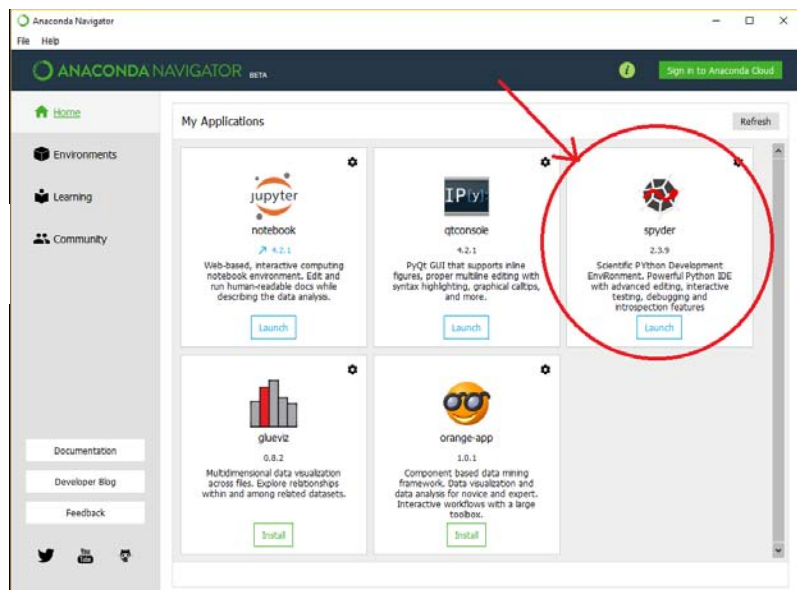 Anaconda Navigator
File Help
ANACONDA NAVIGATOR BETA
i
Sign in to Anaconda Cloud
Home
Environments
Learning
Community
Documentation
Developer Blog
Feedback
You
Tube
My Applications
Refresh
jupyter
notebook
4.2.1
Web-based, interactive computing
notebook environment. Edit and
run human-readable docs while
describing the data analysis.
Launch
IP[y]:
qtconsole
4.2.1
PyQt GUI that supports inline
figures, proper multiline editing with
syntax highlighting, graphical calltips,
and more.
Launch
spyder
2.3.9
Scientific PYthon Development
EnviRonment. Powerful Python IDE
with advanced editing, interactive
testing, debugging and
introspection features
Launch
glueviz
0.8.2
Multidimensional data visualization
across files. Explore relationships
within and among related datasets.
Install
orange-app
1.0.1
Component based data mining
framework. Data visualization and
data analysis for novice and expert.
Interactive workflows with a large
toolbox.
Install